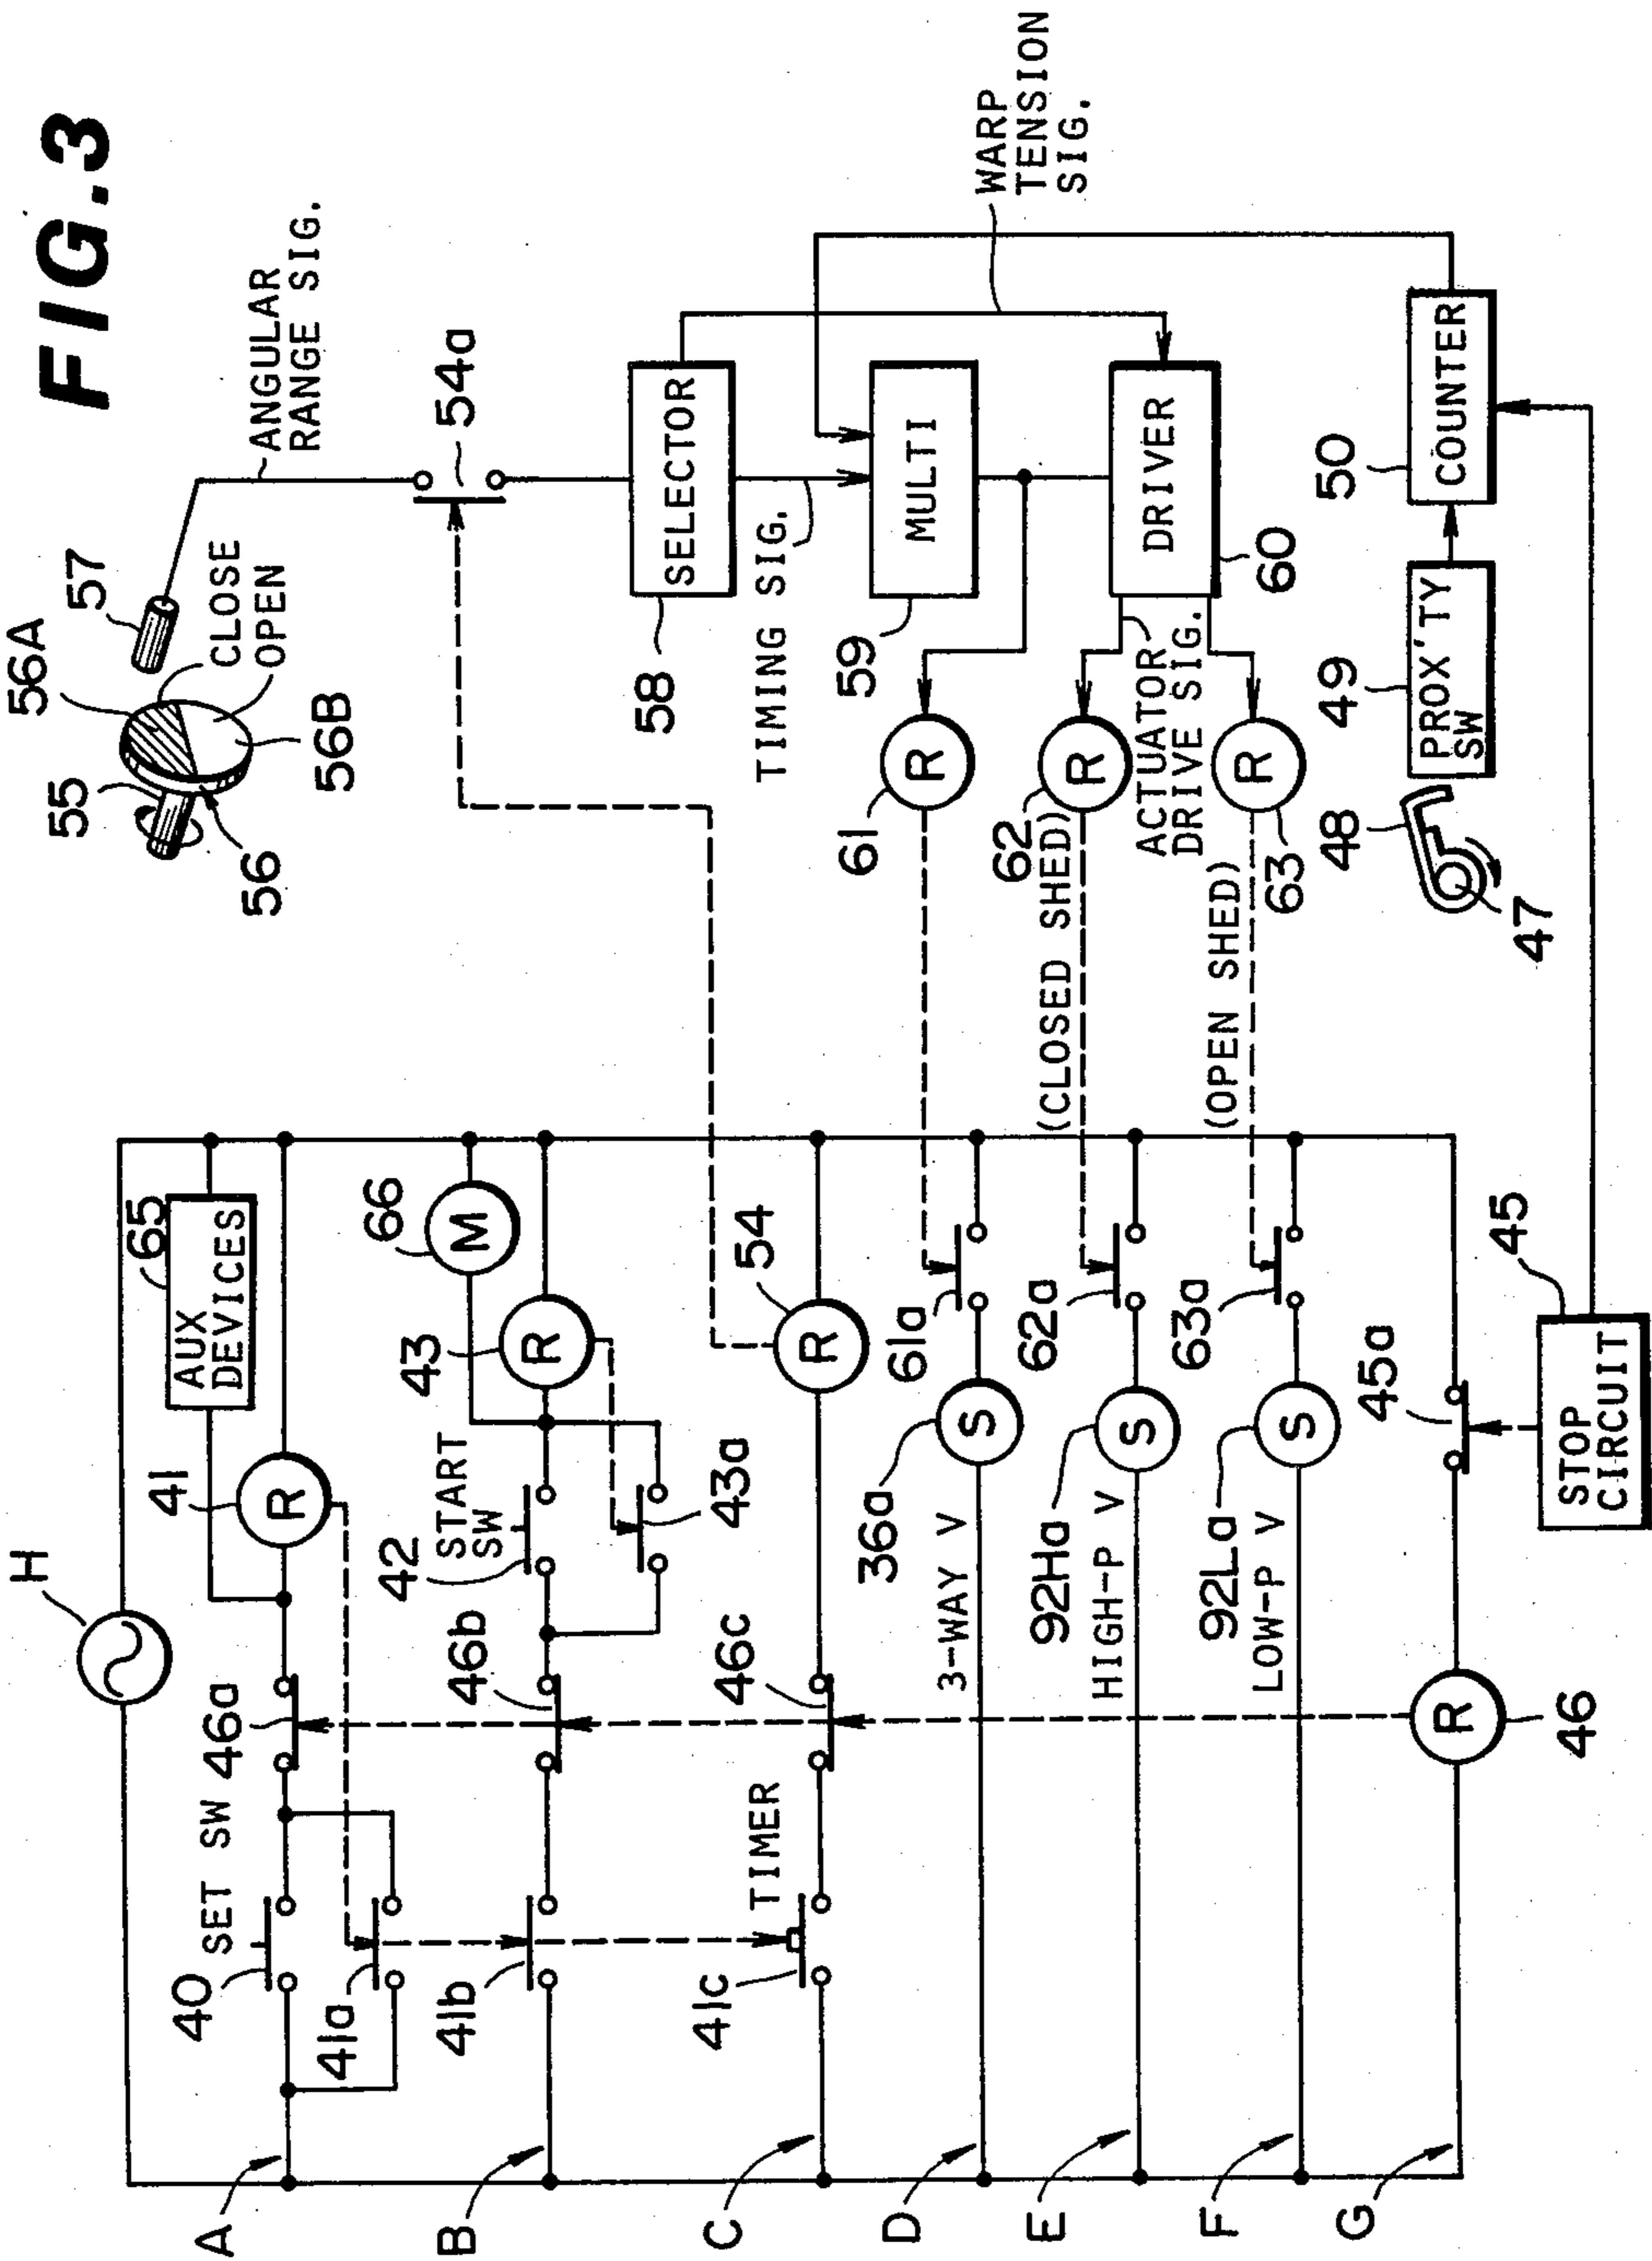 FIG.3
H
A
40
SET SW
46a
41
65
AUX
DEVICES
41a
B
41b
46b
42
START
SW
43
66
43a
C
41c
TIMER
46c
54
D
3-WAY V
36a
61a
E
HIGH-P V
92Ha
62a
F
LOW-P V
92La
63a
G
46
45a
STOP
CIRCUIT
45
R
R
M
R
S
S
S
R
55
56
56A
56B
57
CLOSE
OPEN
ANGULAR
RANGE SIG.
54a
SELECTOR
58
TIMING SIG.
MULTI
59
WARP
TENSION
SIG.
DRIVER
60
ACTUATOR
DRIVE SIG.
R
61
R
62
(CLOSED SHED)
R
63
(OPEN SHED)
47
48
49
PROX'TY
SW
50
COUNTER